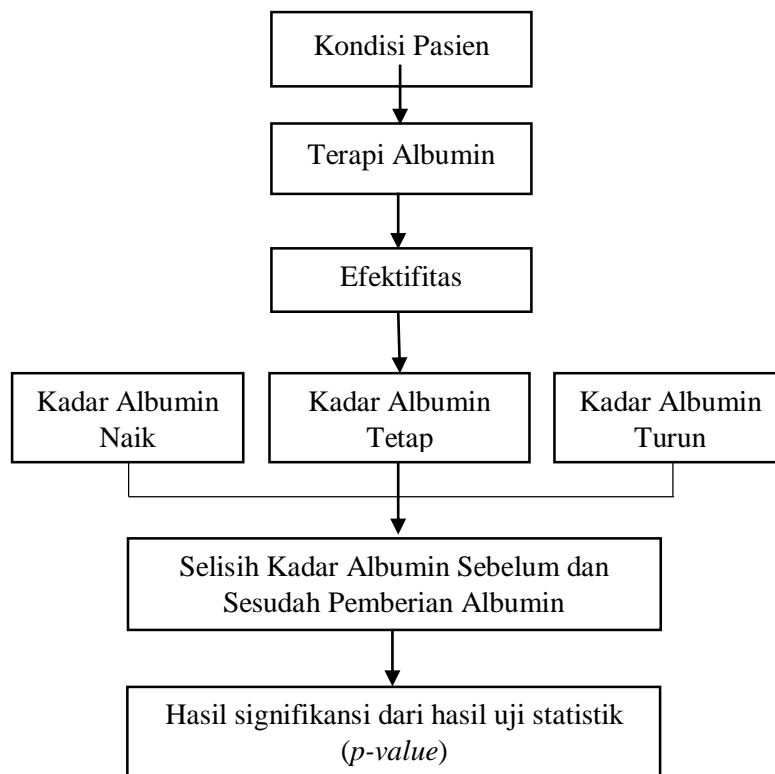 Kondisi Pasien
Terapi Albumin
Efektifitas
Kadar Albumin
Naik
Kadar Albumin
Tetap
Kadar Albumin
Turun
Selisih Kadar Albumin Sebelum dan
Sesudah Pemberian Albumin
Hasil signifikansi dari hasil uji statistik
(p-value)